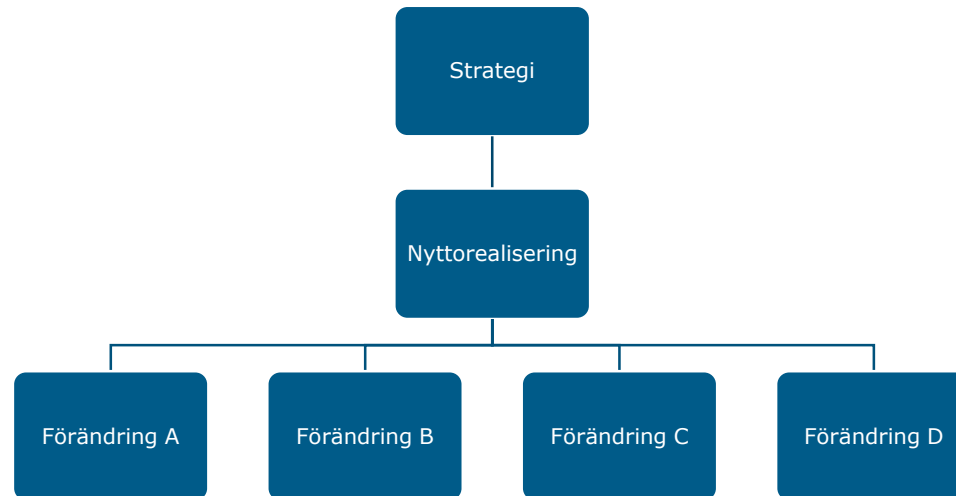 Strategi
Nyttorealisering
Förändring A
Förändring B
Förändring C
Förändring D